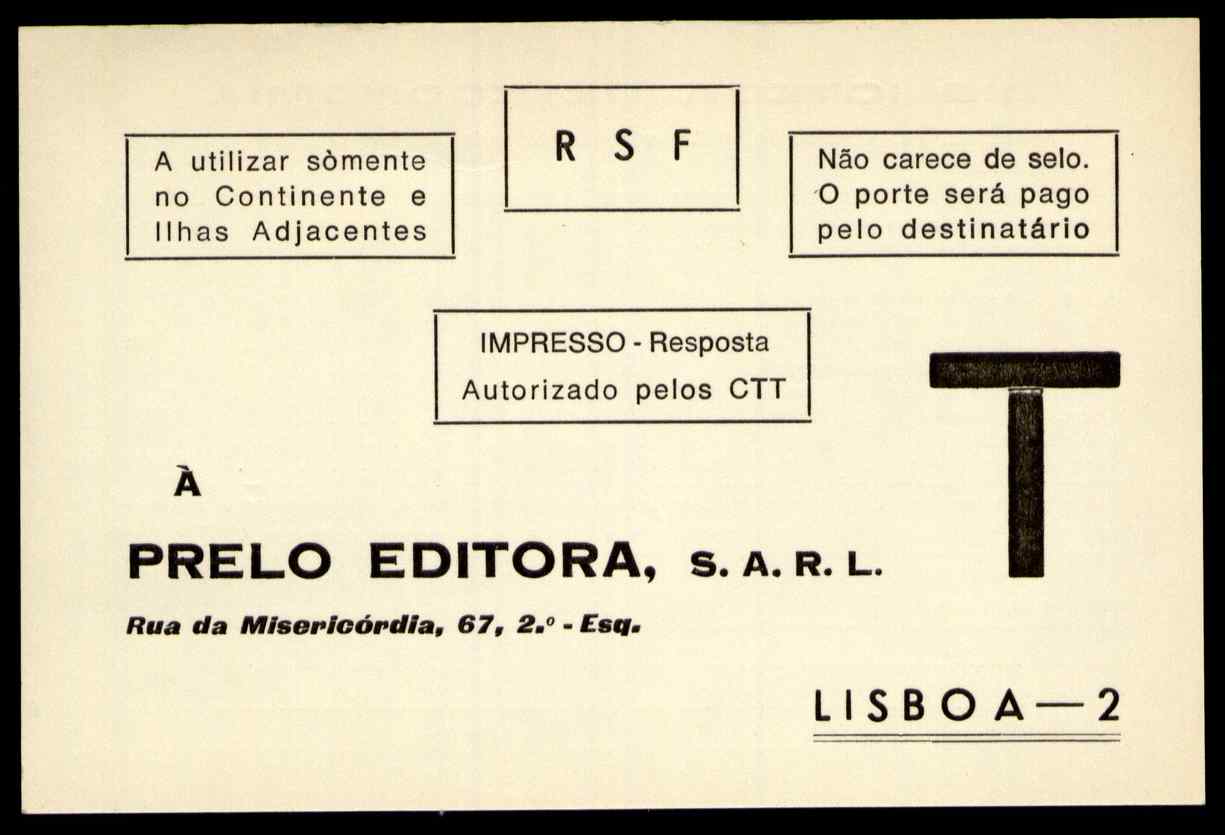 R S F
A utilizar sòmente
no Continente e
Ilhas Adjacentes
Não carece de selo.
O porte será pago
pelo destinatário
IMPRESSO - Resposta
Autorizado pelos CTT
T
À
PRELO EDITORA, S. A. R. L.
Rua da Misericórdia, 67, 2.º - Esq.
LISBOA — 2